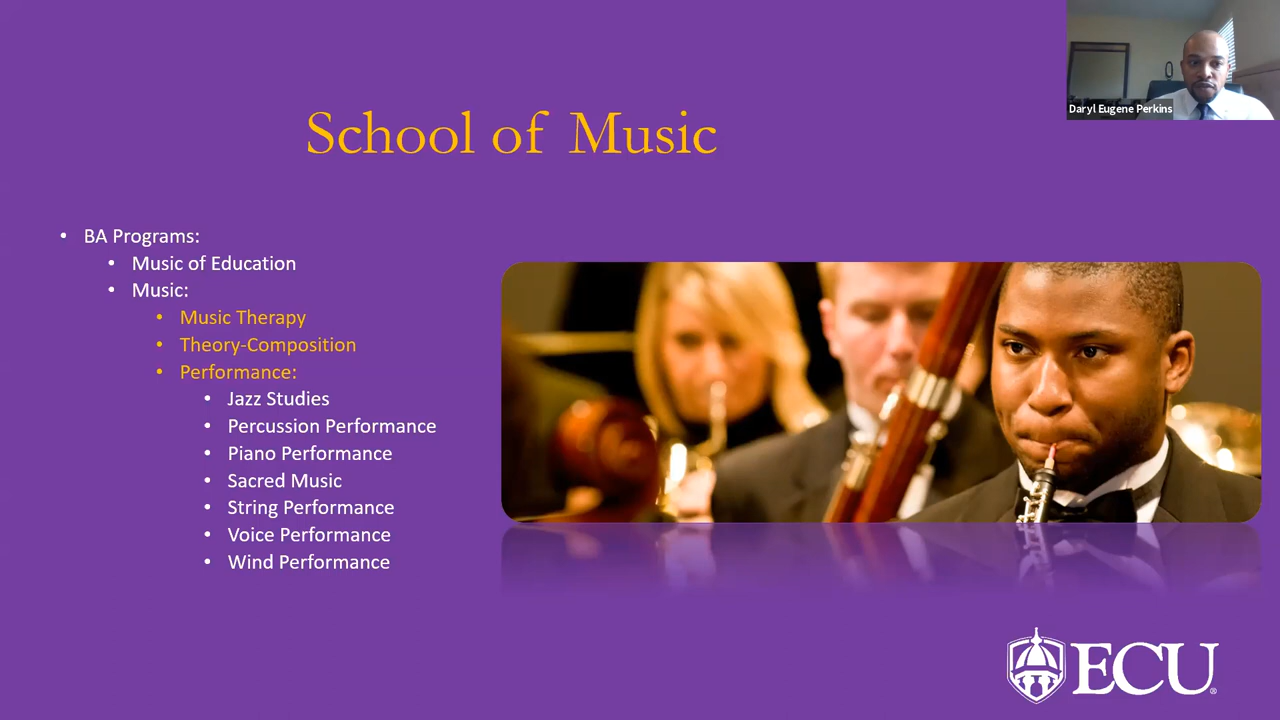 Daryl Eugene Perkins
School of Music
• BA Programs:
• Music of Education
• Music:
• Music Therapy
• Theory-Composition
• Performance:
• Jazz Studies
• Percussion Performance
• Piano Performance
• Sacred Music
• String Performance
• Voice Performance
• Wind Performance
ECU®